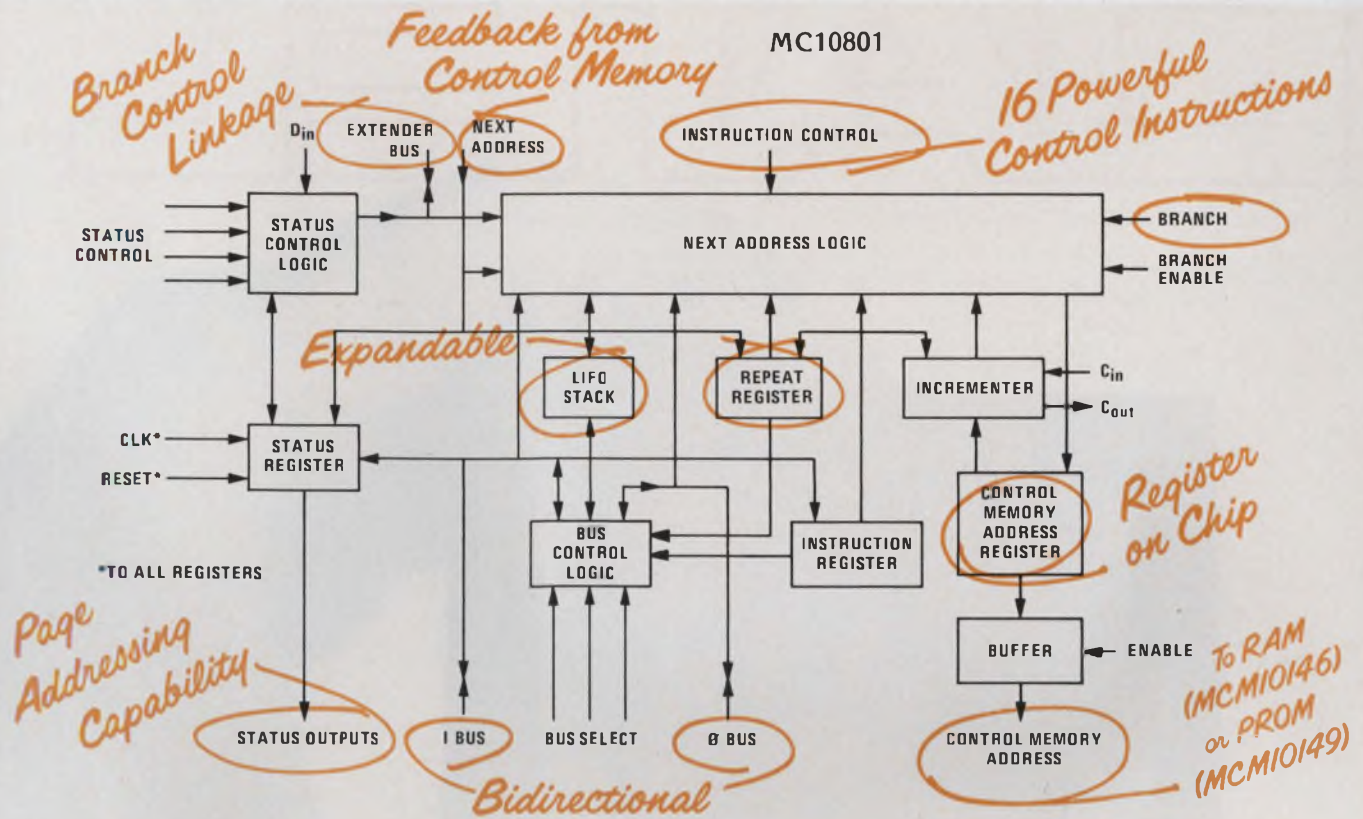 MC10801
Branch
Control
Linkage
Feedback from
Control Memory
16 Powerful
Control Instructions
Din
EXTENDER
BUS
NEXT
ADDRESS
INSTRUCTION CONTROL
STATUS
CONTROL
STATUS
CONTROL
LOGIC
NEXT ADDRESS LOGIC
BRANCH
BRANCH
ENABLE
Expandable
LIFO
STACK
REPEAT
REGISTER
INCREMENTER
Cin
Cout
CLK*
RESET*
STATUS
REGISTER
BUS
CONTROL
LOGIC
INSTRUCTION
REGISTER
CONTROL
MEMORY
ADDRESS
REGISTER
Register
on Chip
*TO ALL REGISTERS
Page
Addressing
Capability
BUFFER
ENABLE
To RAM
(MCM10146)
or PROM
(MCM10149)
STATUS OUTPUTS
I BUS
BUS SELECT
Ø BUS
CONTROL MEMORY
ADDRESS
Bidirectional